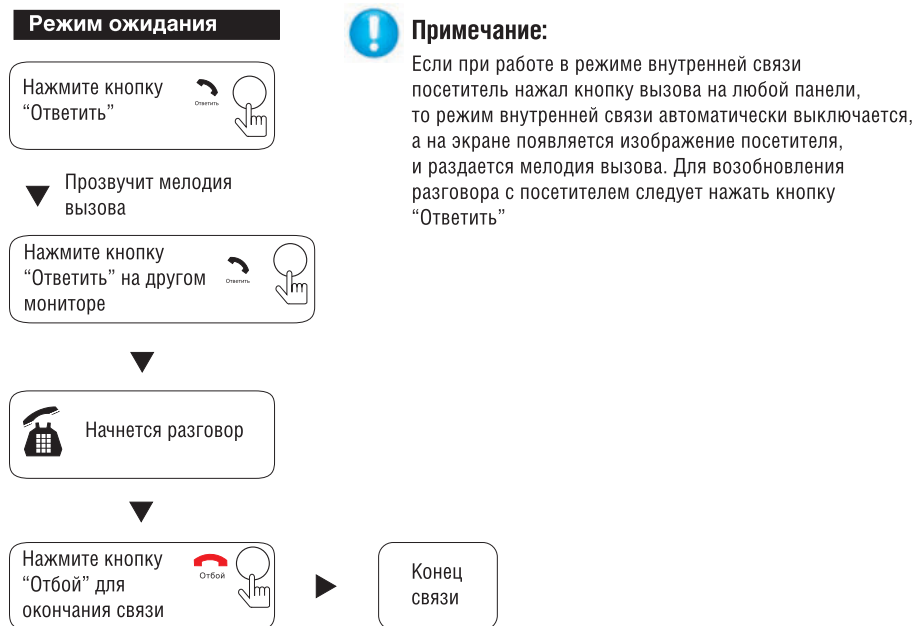 Режим ожидания
Нажмите кнопку
“Ответить”
Ответить
Прозвучит мелодия
вызова
Нажмите кнопку
“Ответить” на другом
мониторе
Ответить
Начнется разговор
Нажмите кнопку
“Отбой” для
окончания связи
Отбой
Конец
связи
Примечание:
Если при работе в режиме внутренней связи
посетитель нажал кнопку вызова на любой панели,
то режим внутренней связи автоматически выключается,
а на экране появляется изображение посетителя,
и раздается мелодия вызова. Для возобновления
разговора с посетителем следует нажать кнопку
“Ответить”